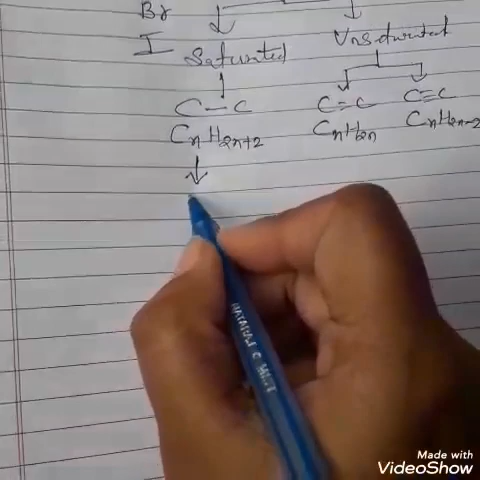 Br
I
Saturated
Unsaturated
C-C
C=C
C≡C
CnH2n+2
CnH2n
CnH2n-2
Made with
VideoShow